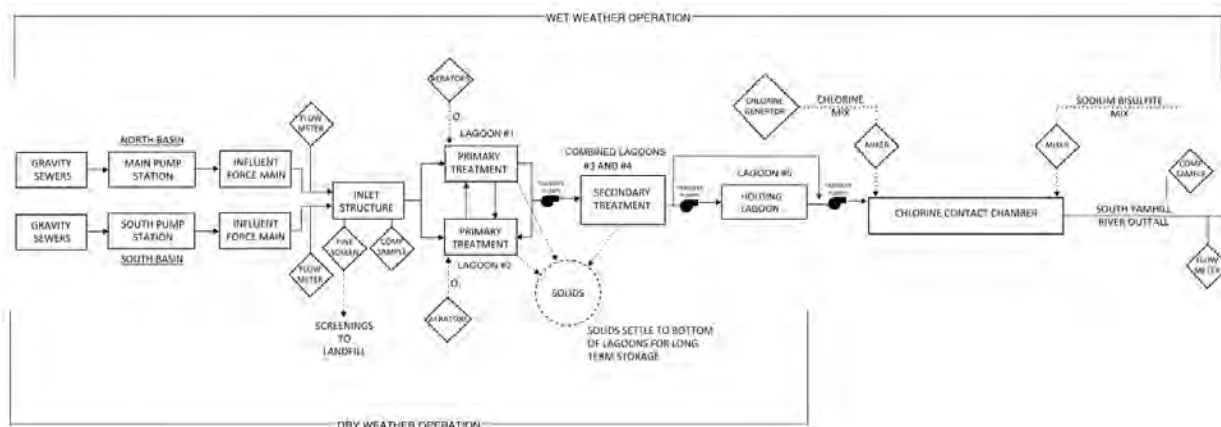 WET WEATHER OPERATION
AERATORS
O2
LAGOON #1
FLOW
METER
NORTH BASIN
GRAVITY
SEWERS
MAIN PUMP
STATION
INFLUENT
FORCE MAIN
PRIMARY
TREATMENT
COMBINED LAGOONS
#3 AND #4
SECONDARY
TREATMENT
LAGOON #5
HOLDING
LAGOON
CHLORINE
MIX
MIXER
SODIUM BISULFITE
MIX
MIXER
COMP
SAMPLE
INLET
STRUCTURE
CHLORINE CONTACT CHAMBER
SOUTH YAMHILL
RIVER OUTFALL
FLOW
METER
GRAVITY
SEWERS
SOUTH PUMP
STATION
SOUTH BASIN
INFLUENT
FORCE MAIN
FLOW
METER
FINE
SCREEN
COMP
SAMPLE
PRIMARY
TREATMENT
LAGOON #2
AERATORS
SOLIDS
SCREENINGS
TO
LANDFILL
SOLIDS SETTLE TO BOTTOM
OF LAGOONS FOR LONG
TERM STORAGE
DRY WEATHER OPERATION